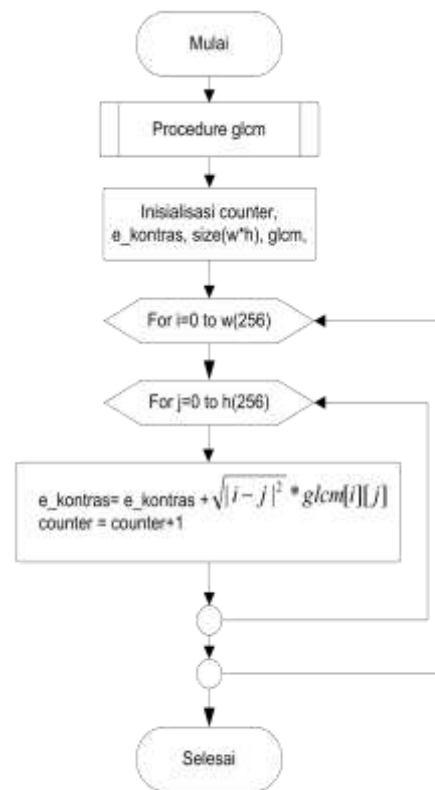 Mulai
Procedure glcm
Inisialisasi counter,
e_kontras, size(w*h), glcm,
For i=0 to w(256)
For j=0 to h(256)
e_kontras= e_kontras +√|i-j|² * glcm[i][j]
counter = counter+1
Selesai